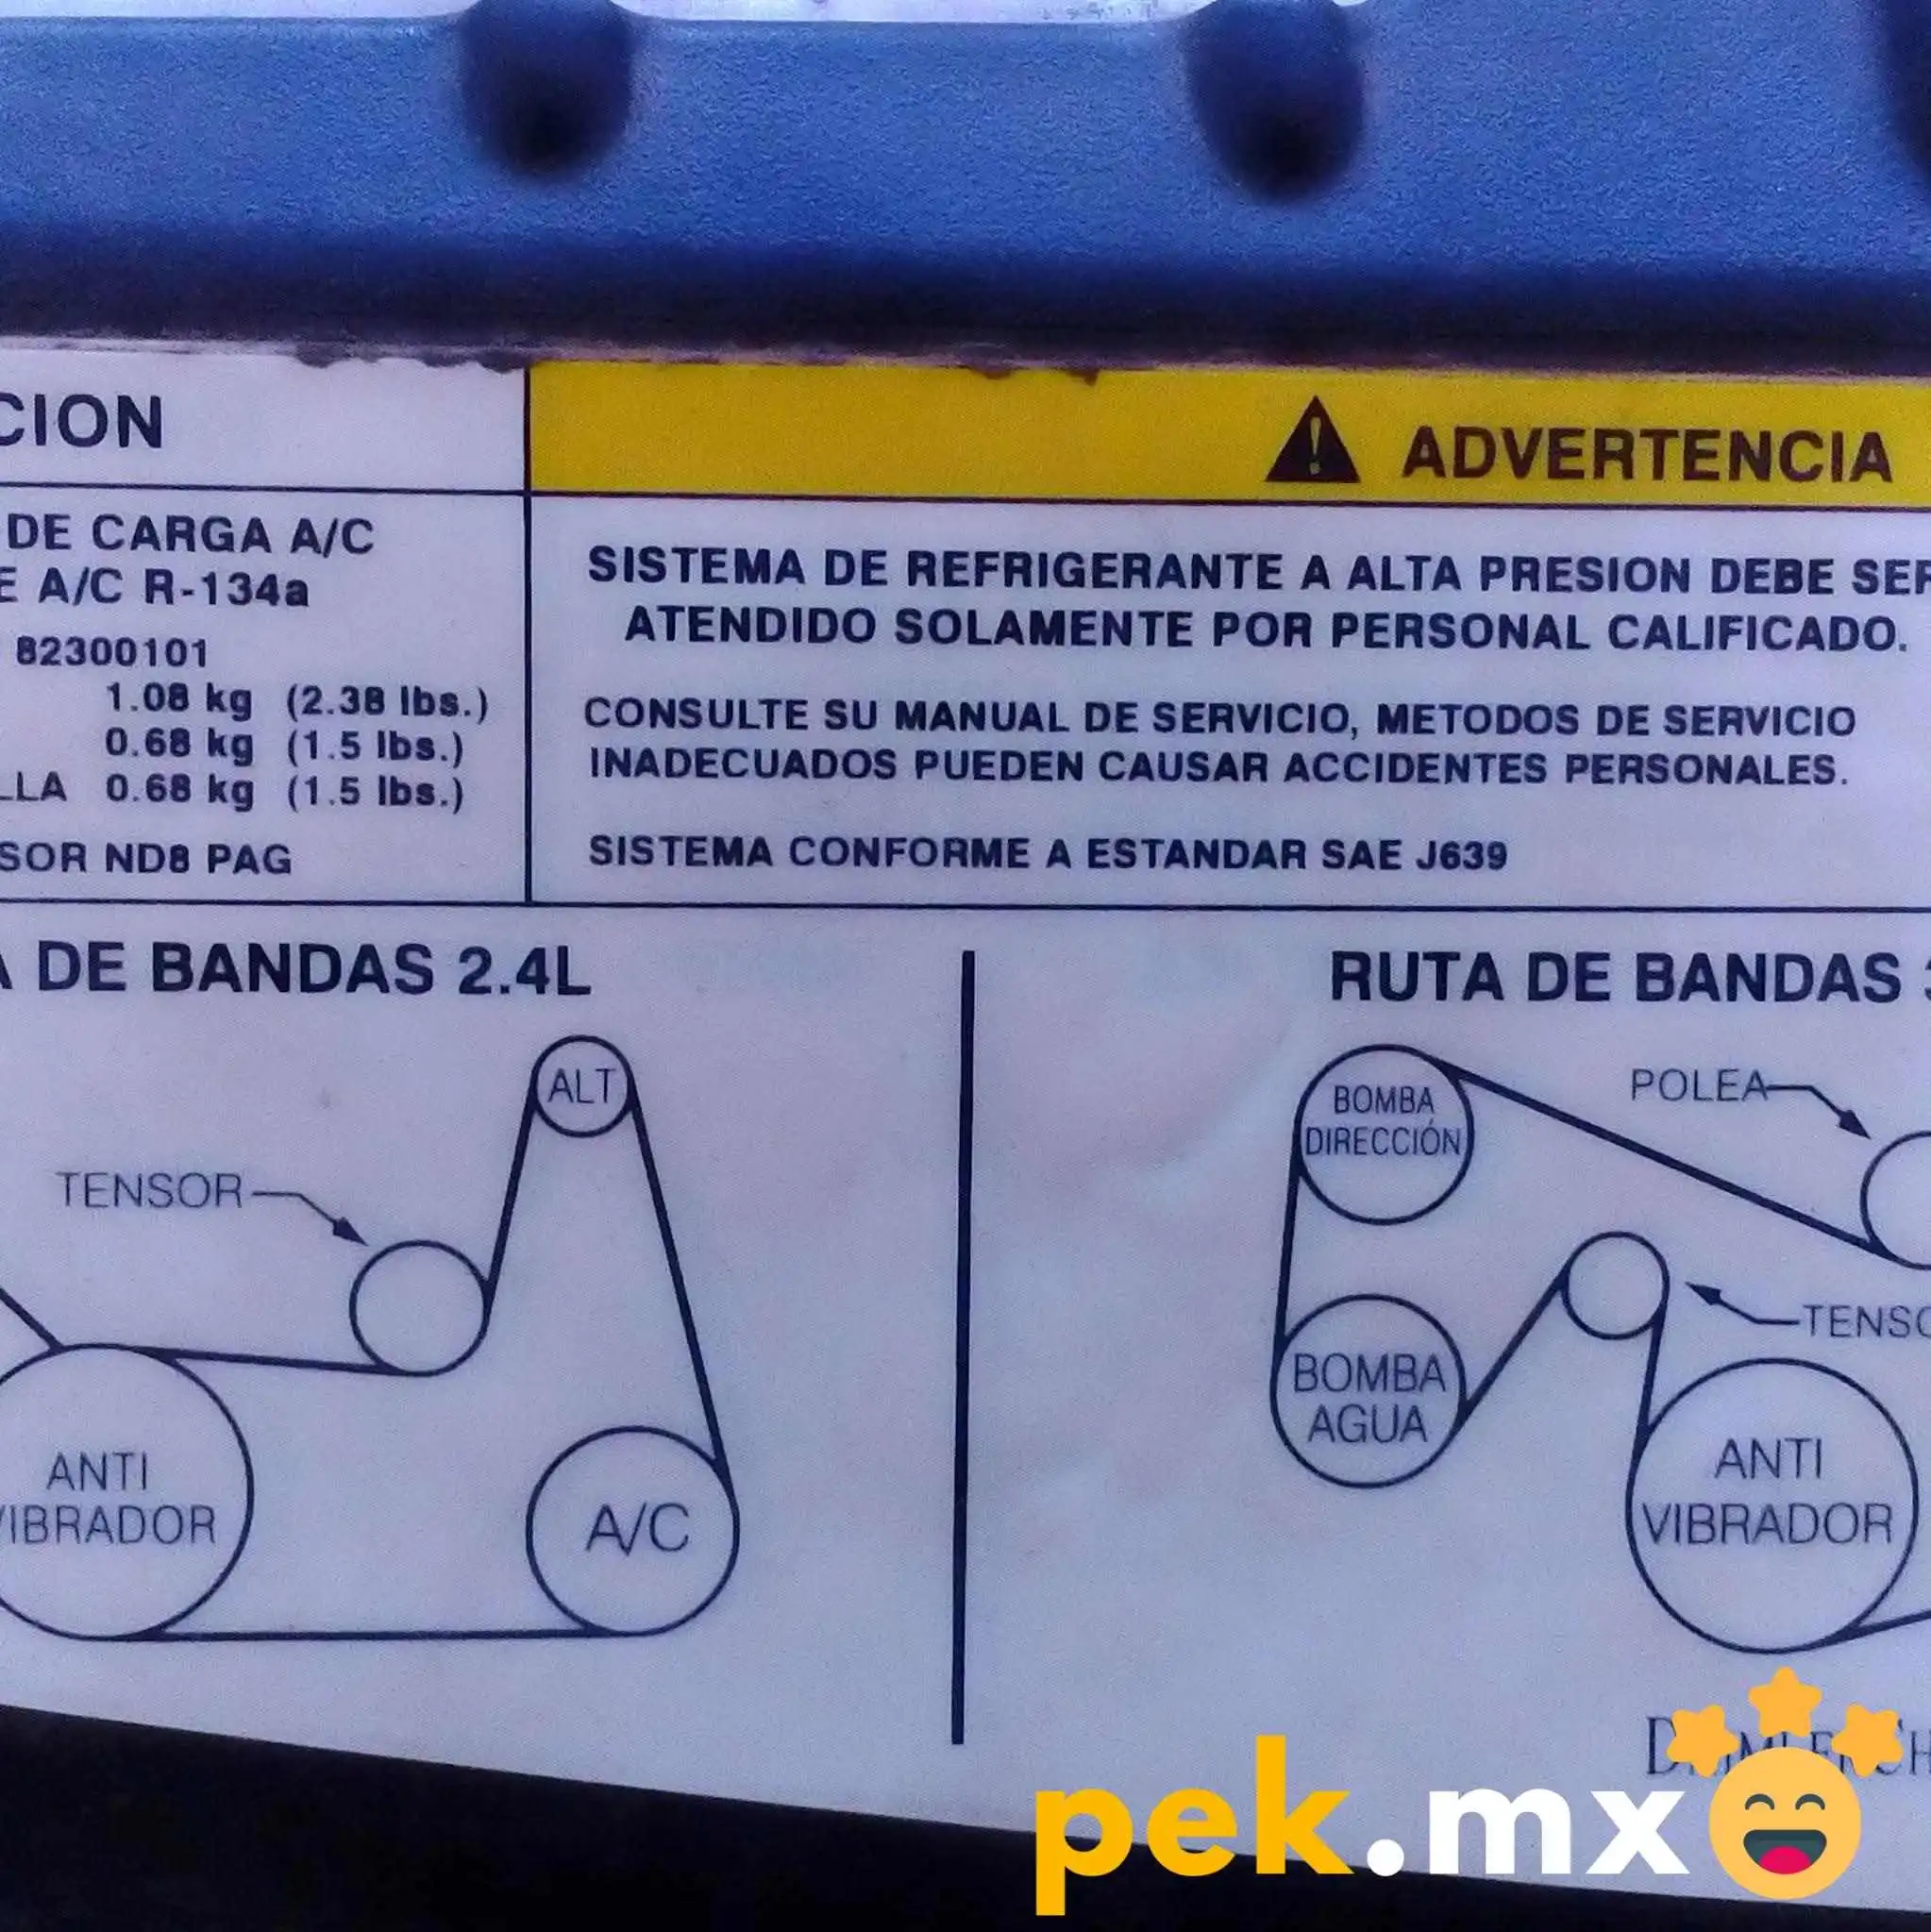 CION
ADVERTENCIA
DE CARGA A/C
E A/C R-134a
82300101
1.08 kg (2.38 lbs.)
0.68 kg (1.5 lbs.)
LLA 0.68 kg (1.5 lbs.)
SOR ND8 PAG
SISTEMA DE REFRIGERANTE A ALTA PRESION DEBE SER
ATENDIDO SOLAMENTE POR PERSONAL CALIFICADO.
CONSULTE SU MANUAL DE SERVICIO, METODOS DE SERVICIO
INADECUADOS PUEDEN CAUSAR ACCIDENTES PERSONALES.
SISTEMA CONFORME A ESTANDAR SAE J639
A DE BANDAS 2.4L
ALT
TENSOR
ANTI
VIBRADOR
A/C
RUTA DE BANDAS
BOMBA
DIRECCIÓN
POLEA
TENSO
BOMBA
AGUA
ANTI
VIBRADOR
pek.mx